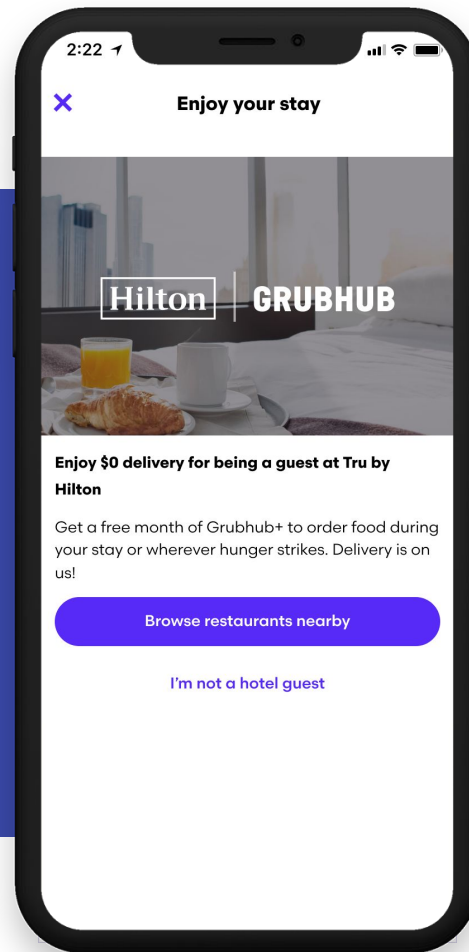 2:22
Enjoy your stay
Hilton | GRUBHUB
Enjoy $0 delivery for being a guest at Tru by
Hilton
Get a free month of Grubhub+ to order food during
your stay or wherever hunger strikes. Delivery is on
us!
Browse restaurants nearby
I'm not a hotel guest